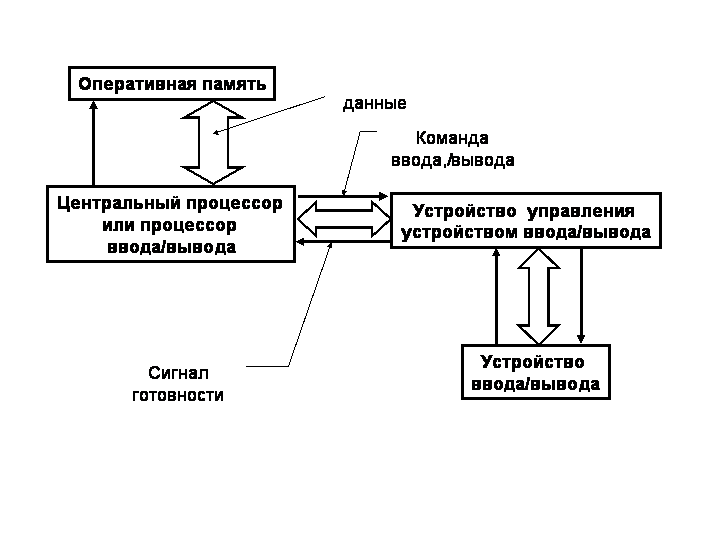 Оперативная память
данные
Команда
ввода,/вывода
Центральный процессор
или процессор
ввода/вывода
Устройство управления
устройством ввода/вывода
Устройство
ввода/вывода
Сигнал
готовности